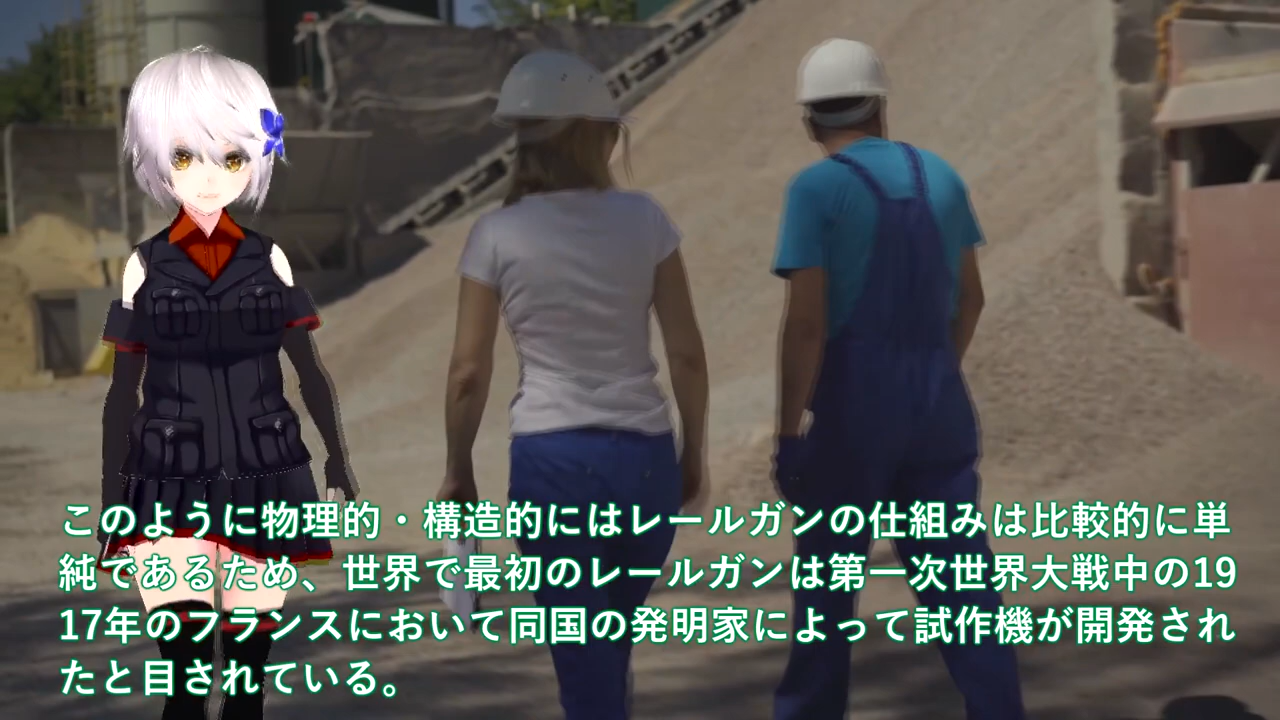 このように物理的・構造的にはレールガンの仕組みは比較的に単
純であるため、世界で最初のレールガンは第一次世界大戦中の19
17年のフランスにおいて同国の発明家によって試作機が開発され
たと目されている。